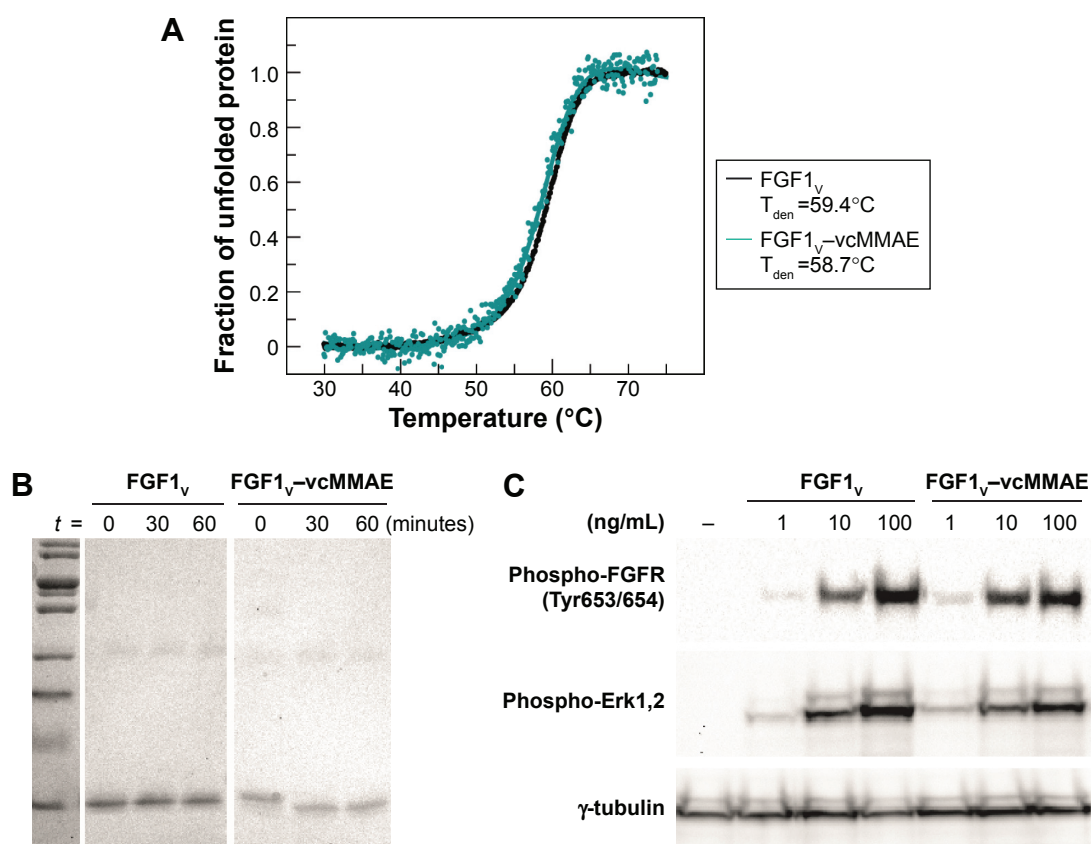 A
Fraction of unfolded protein
1.0
0.8
0.6
0.4
0.2
0
30 40 50 60 70
Temperature (°C)
FGF1V
Tden =59.4°C
FGF1V–vcMMAE
Tden =58.7°C
B
FGF1V FGF1V–vcMMAE
t = 0 30 60 0 30 60 (minutes)
C
FGF1V FGF1V–vcMMAE
(ng/mL) – 1 10 100 1 10 100
Phospho-FGFR
(Tyr653/654)
Phospho-Erk1,2
γ-tubulin